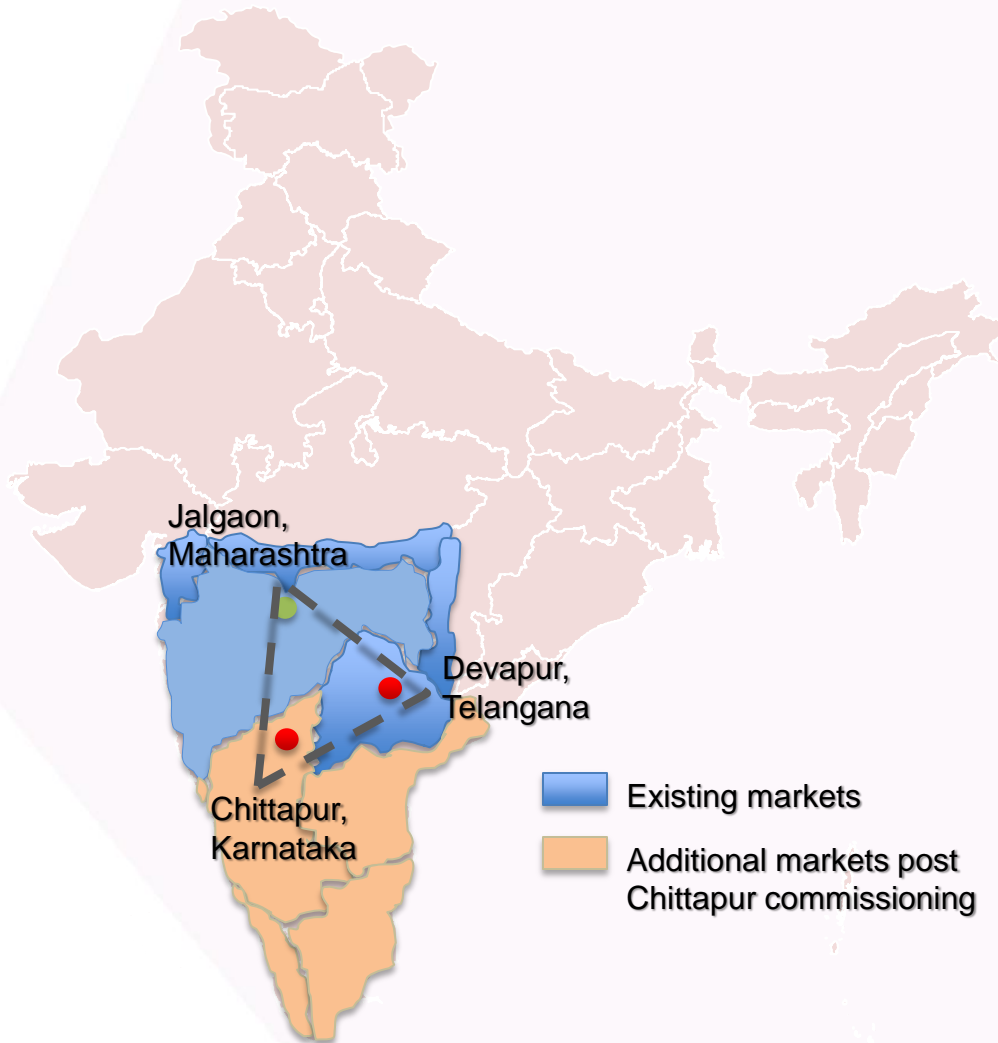 Jalgaon,
Maharashtra
Devapur,
Telangana
Chittapur,
Karnataka
Existing markets
Additional markets post
Chittapur commissioning